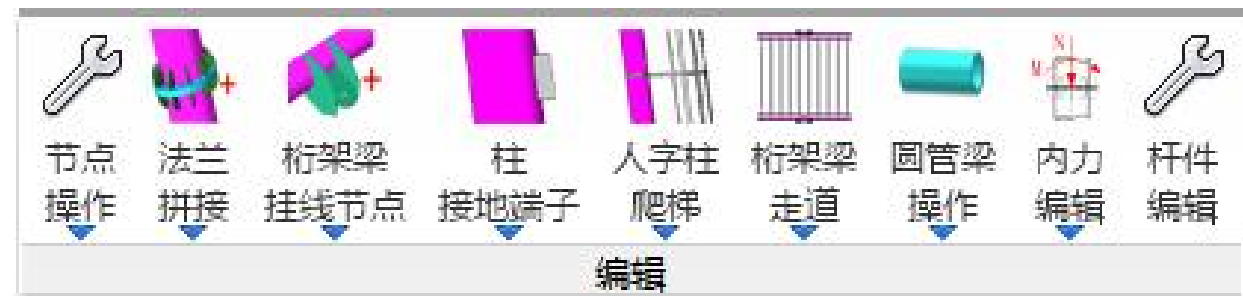 节点 法兰 桁架梁 柱 人字柱 桁架梁 圆管梁 内力 杆件
操作 拼接 挂线节点 接地端子 爬梯 走道 操作 编辑 编辑
编辑